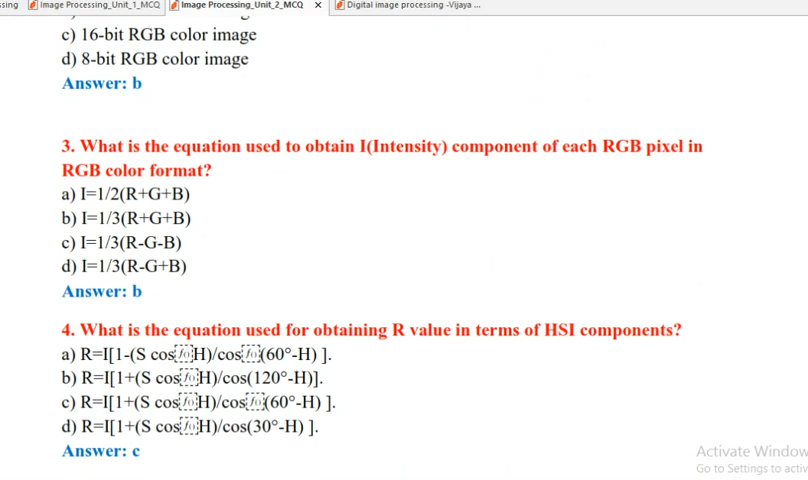 ssing Image Processing_Unit_1_MCQ Image Processing_Unit_2_MCQ × Digital image processing -Vijaya ...
c) 16-bit RGB color image
d) 8-bit RGB color image
Answer: b
3. What is the equation used to obtain I(Intensity) component of each RGB pixel in
RGB color format?
a) I=1/2(R+G+B)
b) I=1/3(R+G+B)
c) I=1/3(R-G-B)
d) I=1/3(R-G+B)
Answer: b
4. What is the equation used for obtaining R value in terms of HSI components?
a) R=I[1-(S cos⁡H)/cos⁡(60°-H) ].
b) R=I[1+(S cos⁡H)/cos(120°-H)].
c) R=I[1+(S cos⁡H)/cos⁡(60°-H) ].
d) R=I[1+(S cos⁡H)/cos(30°-H) ].
Answer: c
Activate Window
Go to Settings to activ